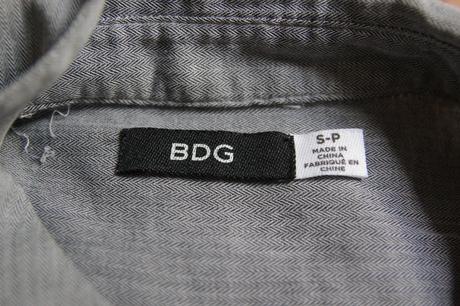 BDG
S-P
MADE IN
CHINA
FABRIQUÉ EN
CHINE